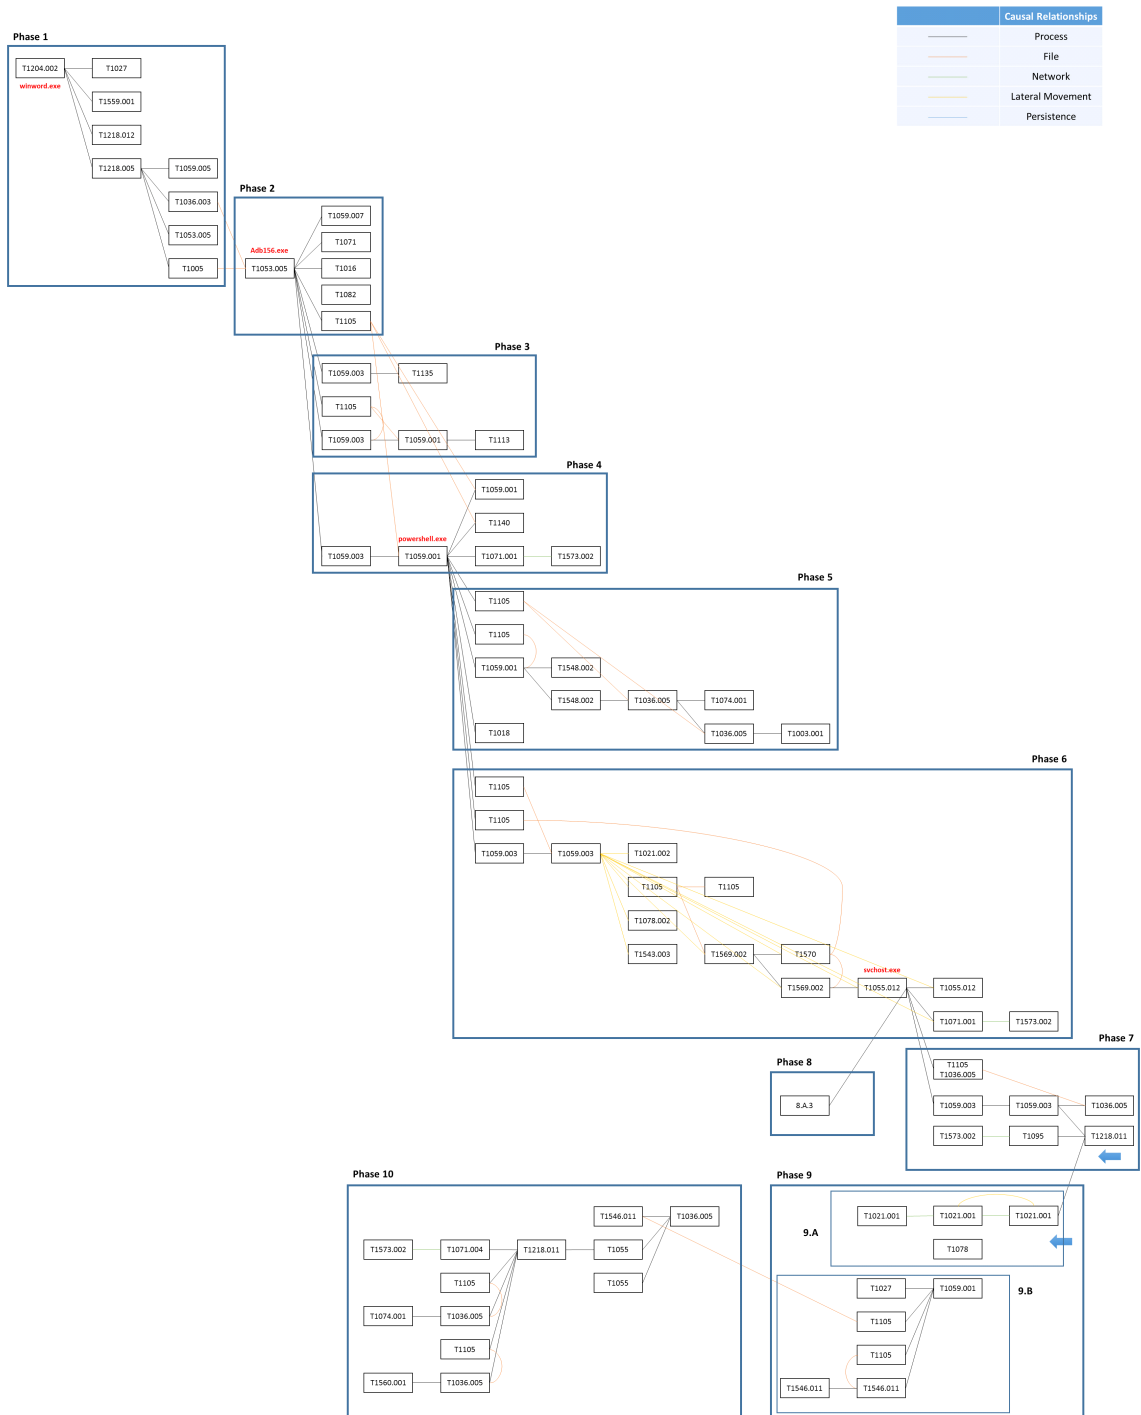 Causal Relationships
Process
File
Network
Lateral Movement
Persistence
Phase 1
T1204.002
T1027
winword.exe
T1559.001
T1218.012
T1218.005
T1059.005
T1036.003
T1053.005
T1005
Phase 2
T1059.007
T1071
Adb156.exe
T1053.005
T1016
T1082
T1105
Phase 3
T1059.003
T1135
T1105
T1059.003
T1059.001
T1113
Phase 4
T1059.001
T1140
powershell.exe
T1059.003
T1059.001
T1071.001
T1573.002
Phase 5
T1105
T1105
T1059.001
T1548.002
T1548.002
T1036.005
T1074.001
T1018
T1036.005
T1003.001
Phase 6
T1105
T1105
T1059.003
T1059.003
T1021.002
T1105
T1105
T1078.002
T1543.003
T1569.002
T1570
svchost.exe
T1569.002
T1055.012
T1055.012
T1071.001
T1573.002
Phase 7
T1105
T1036.005
T1059.003
T1059.003
T1036.005
T1573.002
T1095
T1218.011
Phase 8
8.A.3
Phase 9
9.A
T1021.001
T1021.001
T1021.001
T1078
9.B
T1027
T1059.001
T1105
T1105
T1546.011
T1546.011
Phase 10
T1546.011
T1036.005
T1573.002
T1071.004
T1218.011
T1055
T1105
T1055
T1074.001
T1036.005
T1105
T1560.001
T1036.005